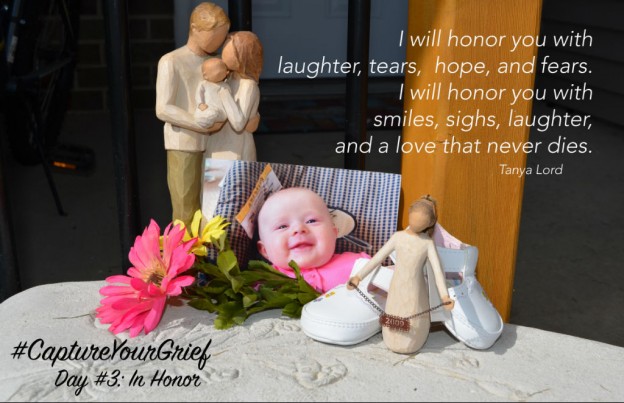 I will honor you with
laughter, tears, hope, and fears.
I will honor you with
smiles, sighs, laughter,
and a love that never dies.
Tanya Lord
2009
#CaptureYourGrief
Day #3: In Honor